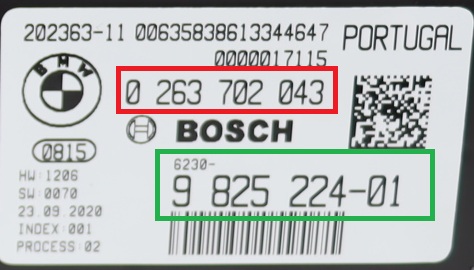 202363-11 00635838613344647
0000017115
PORTUGAL
BMW
0 263 702 043
BOSCH
0815
6230-
9 825 224-01
HW:1206
SW:0070
23.09.2020
INDEX:001
PROCESS:02